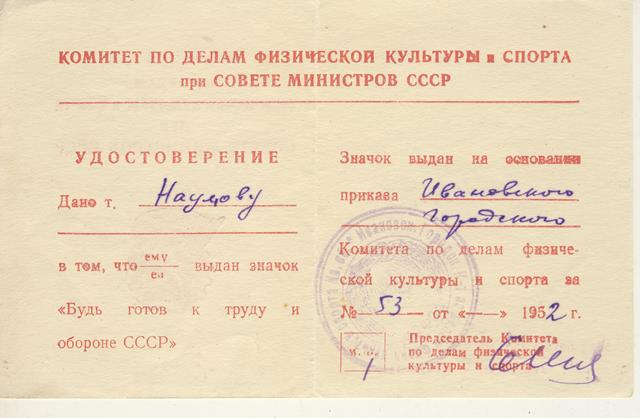 КОМИТЕТ ПО ДЕЛАМ ФИЗИЧЕСКОЙ КУЛЬТУРЫ и СПОРТА
при СОВЕТЕ МИНИСТРОВ СССР
УДОСТОВЕРЕНИЕ
Дано т. Наумову
в том, что ему/ей выдан значок
«Будь готов к труду и
обороне СССР»
Значок выдан на основании
приказа Ивановского
Городского
Комитета по делам физиче-
ской культуры и спорта за
№ 53 от «—» 1952 г.
Председатель Комитета
по делам физической
культуры и спорта
М. П.